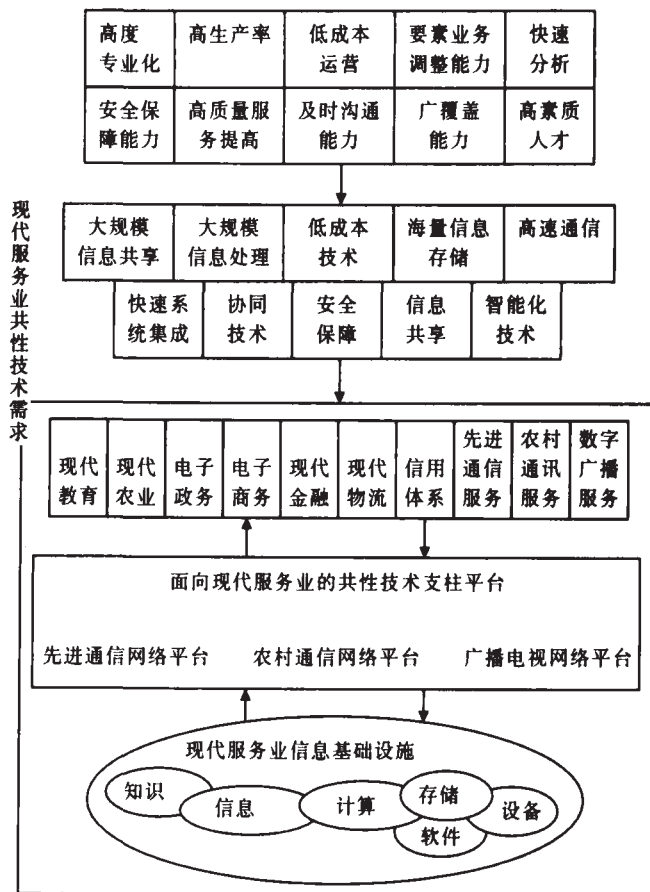 高度
专业化
高生产率
低成本
运营
要素业务
调整能力
快速
分析
安全保
障能力
高质量服
务提高
及时沟通
能力
广覆盖
能力
高素质
人才
现代服务业共性技术需求
大规模
信息共享
大规模
信息处理
低成本
技术
海量信息
存储
高速通信
快速系
统集成
协同
技术
安全
保障
信息
共享
智能化
技术
现代
教育
现代
农业
电子
政务
电子
商务
现代
金融
现代
物流
信用
体系
先进
通信
服务
农村
通讯
服务
数字
广播
服务
面向现代服务业的共性技术支柱平台
先进通信网络平台
农村通信网络平台
广播电视网络平台
现代服务业信息基础设施
知识
信息
计算
存储
软件
设备